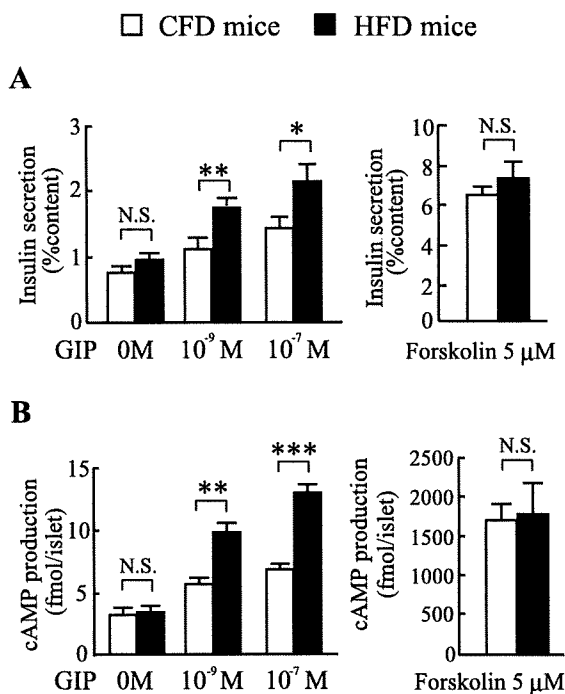 CFD mice HFD mice
A
Insulin secretion
(%content)
3
2
1
0
N.S.
**
*
GIP 0M 10⁻⁹ M 10⁻⁷ M
Insulin secretion
(%content)
10
8
6
4
2
0
N.S.
Forskolin 5 μM
B
cAMP production
(fmol/islet)
15
10
5
0
N.S.
**
***
GIP 0M 10⁻⁹ M 10⁻⁷ M
cAMP production
(fmol/islet)
2500
2000
1500
1000
500
0
N.S.
Forskolin 5 μM